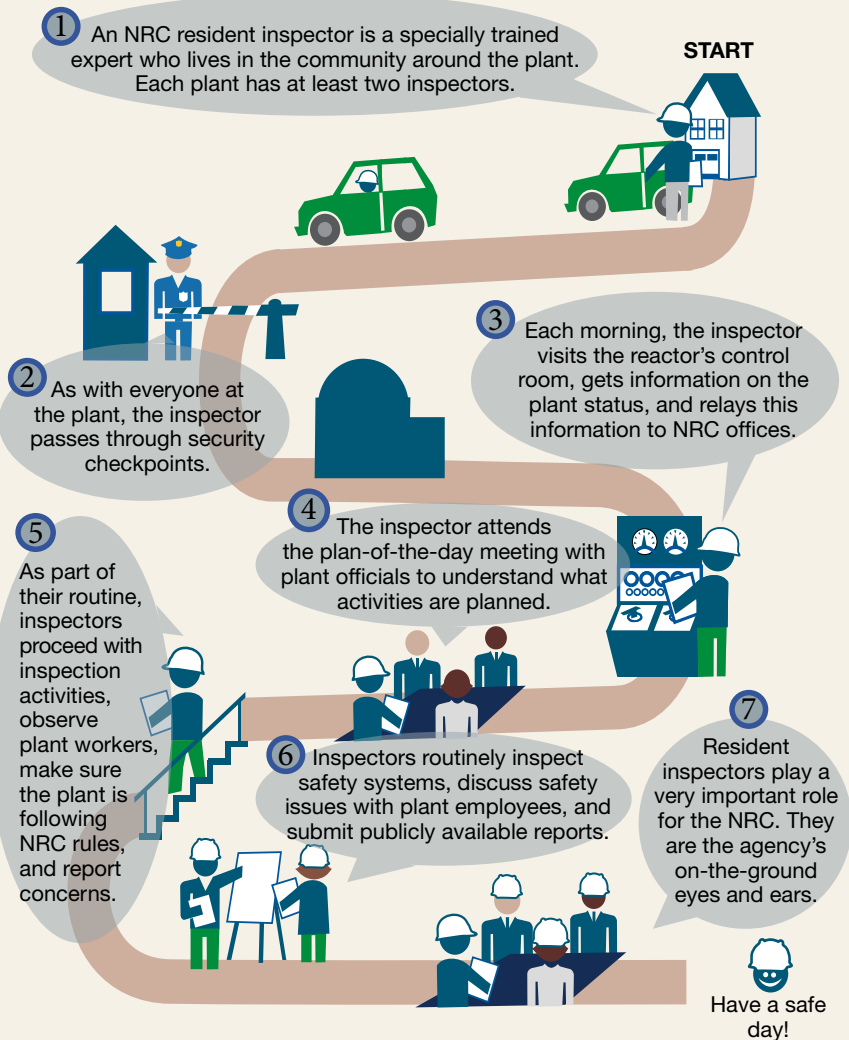 1
An NRC resident inspector is a specially trained
expert who lives in the community around the plant.
Each plant has at least two inspectors.
START
2
As with everyone at
the plant, the inspector
passes through security
checkpoints.
3
Each morning, the inspector
visits the reactor's control
room, gets information on the
plant status, and relays this
information to NRC offices.
4
The inspector attends
the plan-of-the-day meeting with
plant officials to understand what
activities are planned.
5
As part of
their routine,
inspectors
proceed with
inspection
activities,
observe
plant workers,
make sure
the plant is
following
NRC rules,
and report
concerns.
6
Inspectors routinely inspect
safety systems, discuss safety
issues with plant employees, and
submit publicly available reports.
7
Resident
inspectors play a
very important role
for the NRC. They
are the agency's
on-the-ground
eyes and ears.
Have a safe
day!